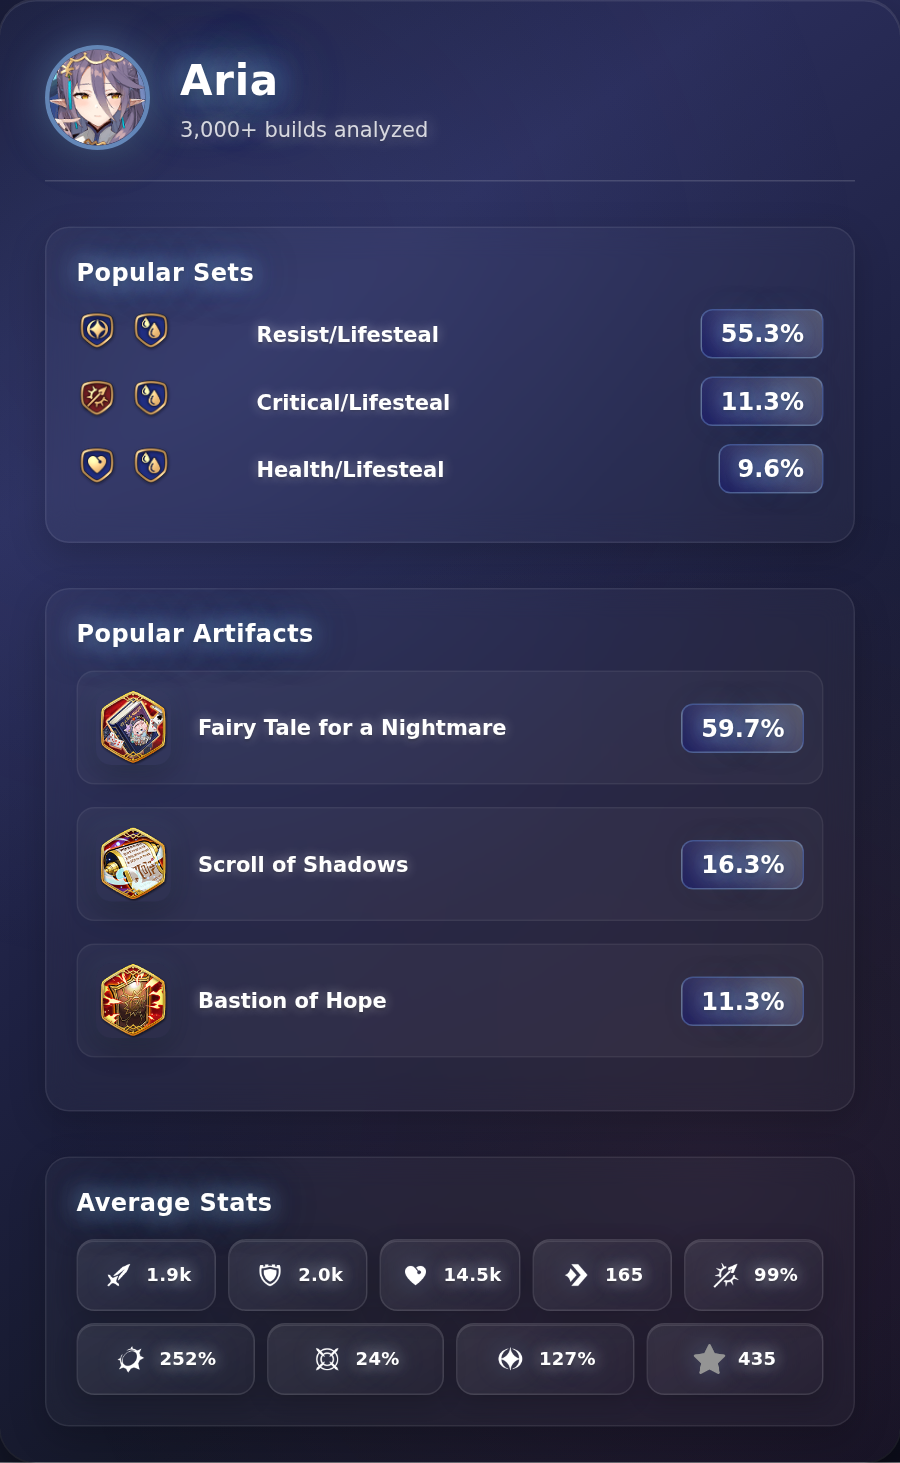 Aria
3,000+ builds analyzed
Popular Sets
Resist/Lifesteal 55.3%
Critical/Lifesteal 11.3%
Health/Lifesteal 9.6%
Popular Artifacts
Fairy Tale for a Nightmare 59.7%
Scroll of Shadows 16.3%
Bastion of Hope 11.3%
Average Stats
1.9k 2.0k 14.5k 165 99%
252% 24% 127% 435